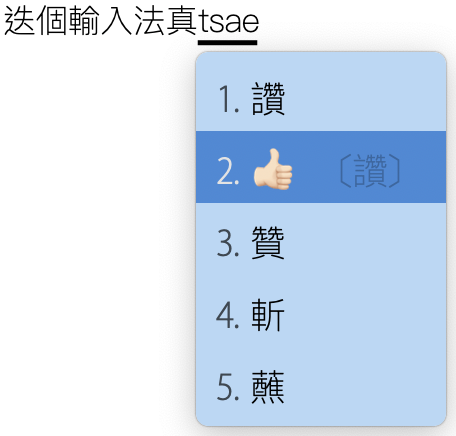 迭個輸入法真tsae
1. 讚
2. 👍🏻 〔讚〕
3. 贊
4. 斬
5. 蘸